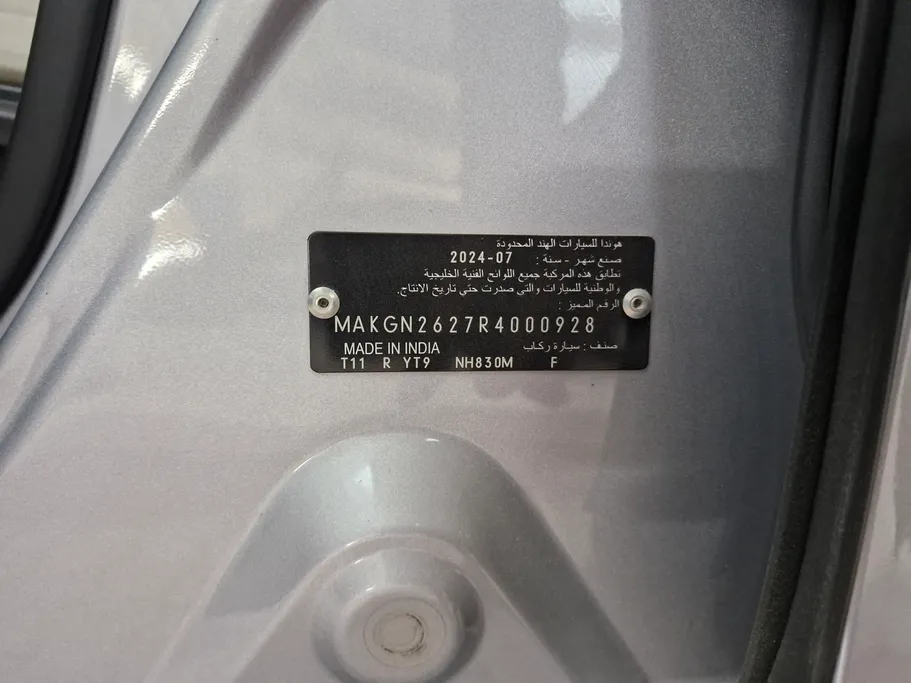 هوندا للسيارات الهند المحدودة
صنع شهر - سنة : 2024-07
تطابق هذه المركبة جميع اللوائح الفنية الخليجية
والوطنية للسيارات والتي صدرت حتي تاريخ الانتاج.
الرقم المميز :
MAKGN2627R4000928
MADE IN INDIA صنف : سيارة ركاب
T11 R YT9 NH830M F